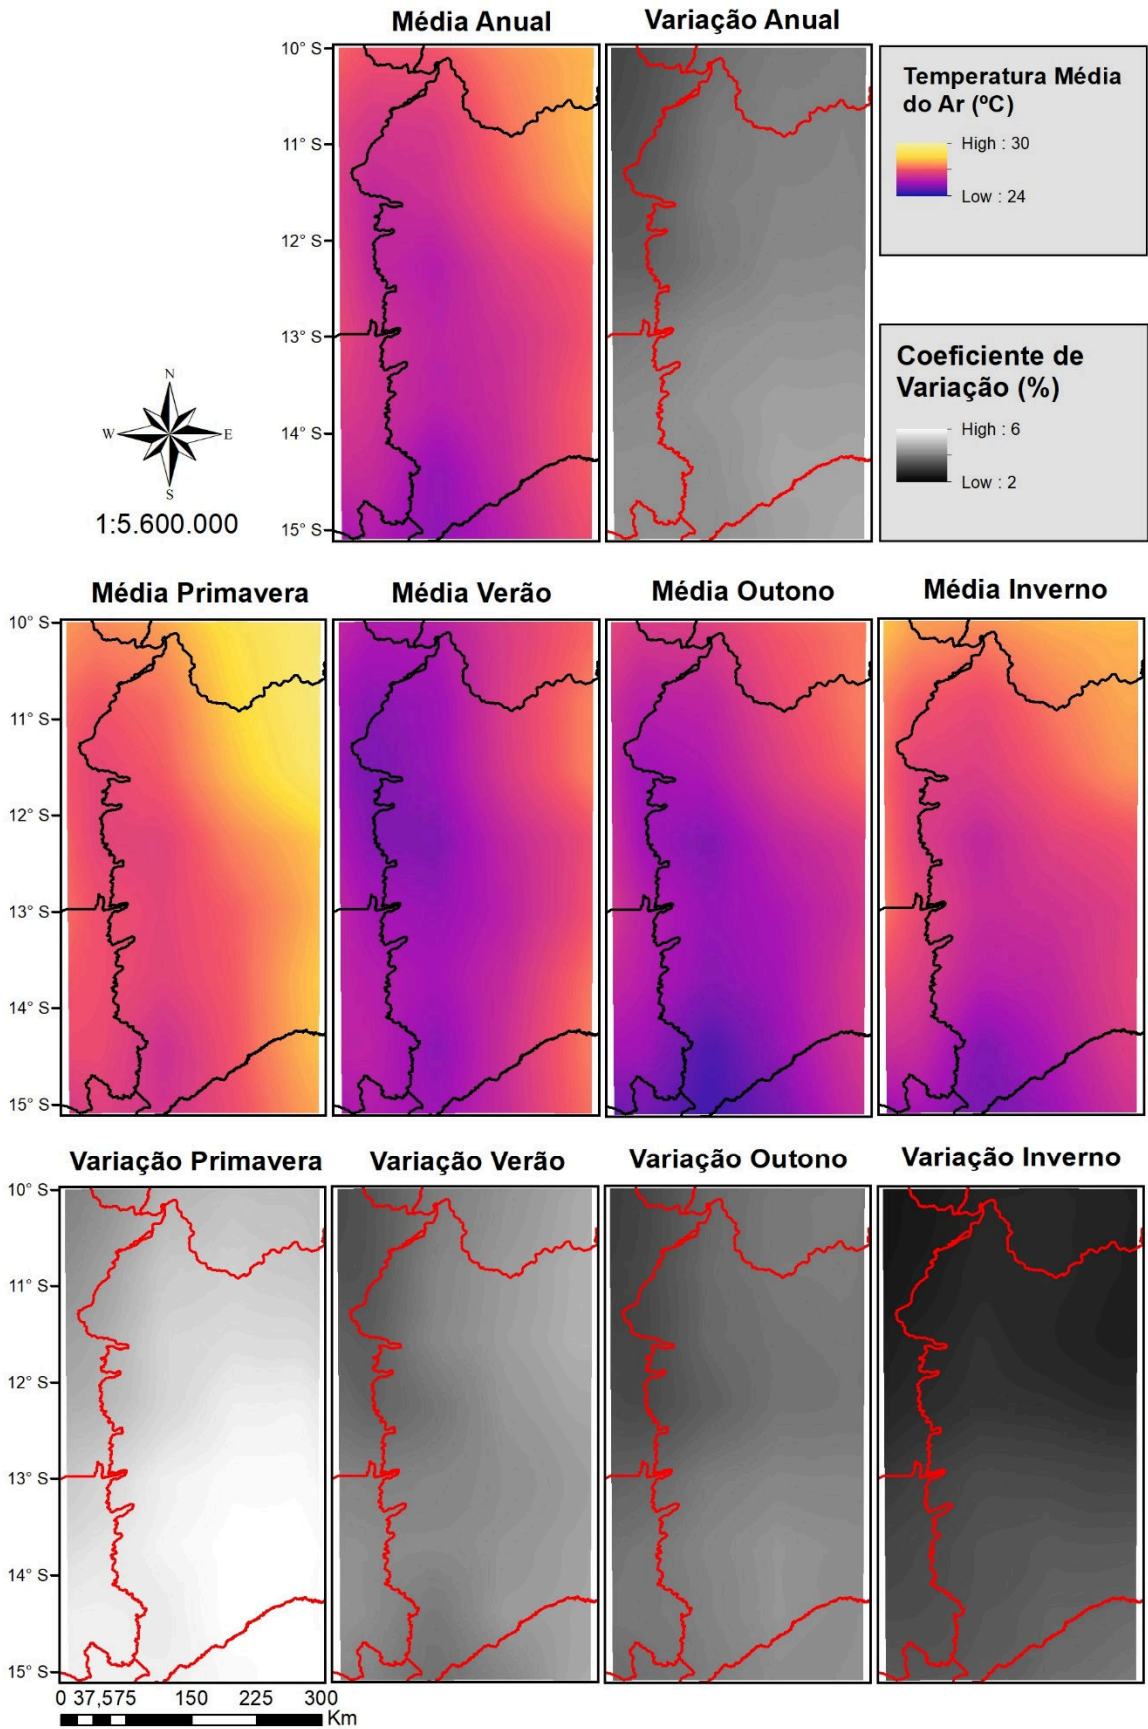 Média Anual
Variação Anual
10° S
11° S
12° S
13° S
14° S
15° S
Temperatura Média
do Ar (ºC)
High : 30
Low : 24
Coeficiente de
Variação (%)
High : 6
Low : 2
N
W
E
S
1:5.600.000
Média Primavera
Média Verão
Média Outono
Média Inverno
10° S
11° S
12° S
13° S
14° S
15° S
Variação Primavera
Variação Verão
Variação Outono
Variação Inverno
10° S
11° S
12° S
13° S
14° S
15° S
0 37,575 150 225 300
Km